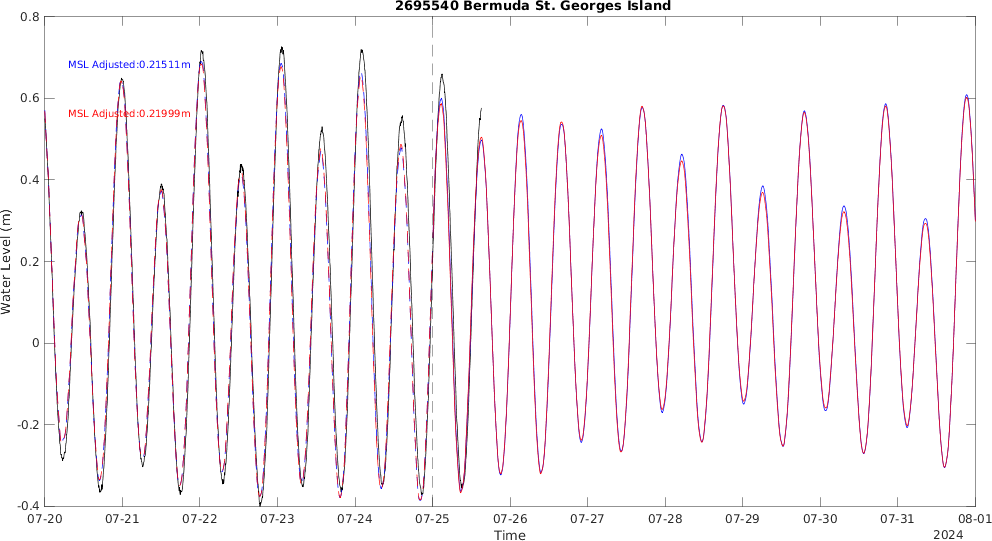 2695540 Bermuda St. Georges Island
0.8
0.6
0.4
0.2
0
-0.2
-0.4
Water Level (m)
MSL Adjusted:0.21511m
MSL Adjusted:0.21999m
07-20 07-21 07-22 07-23 07-24 07-25 07-26 07-27 07-28 07-29 07-30 07-31 08-01
Time
2024